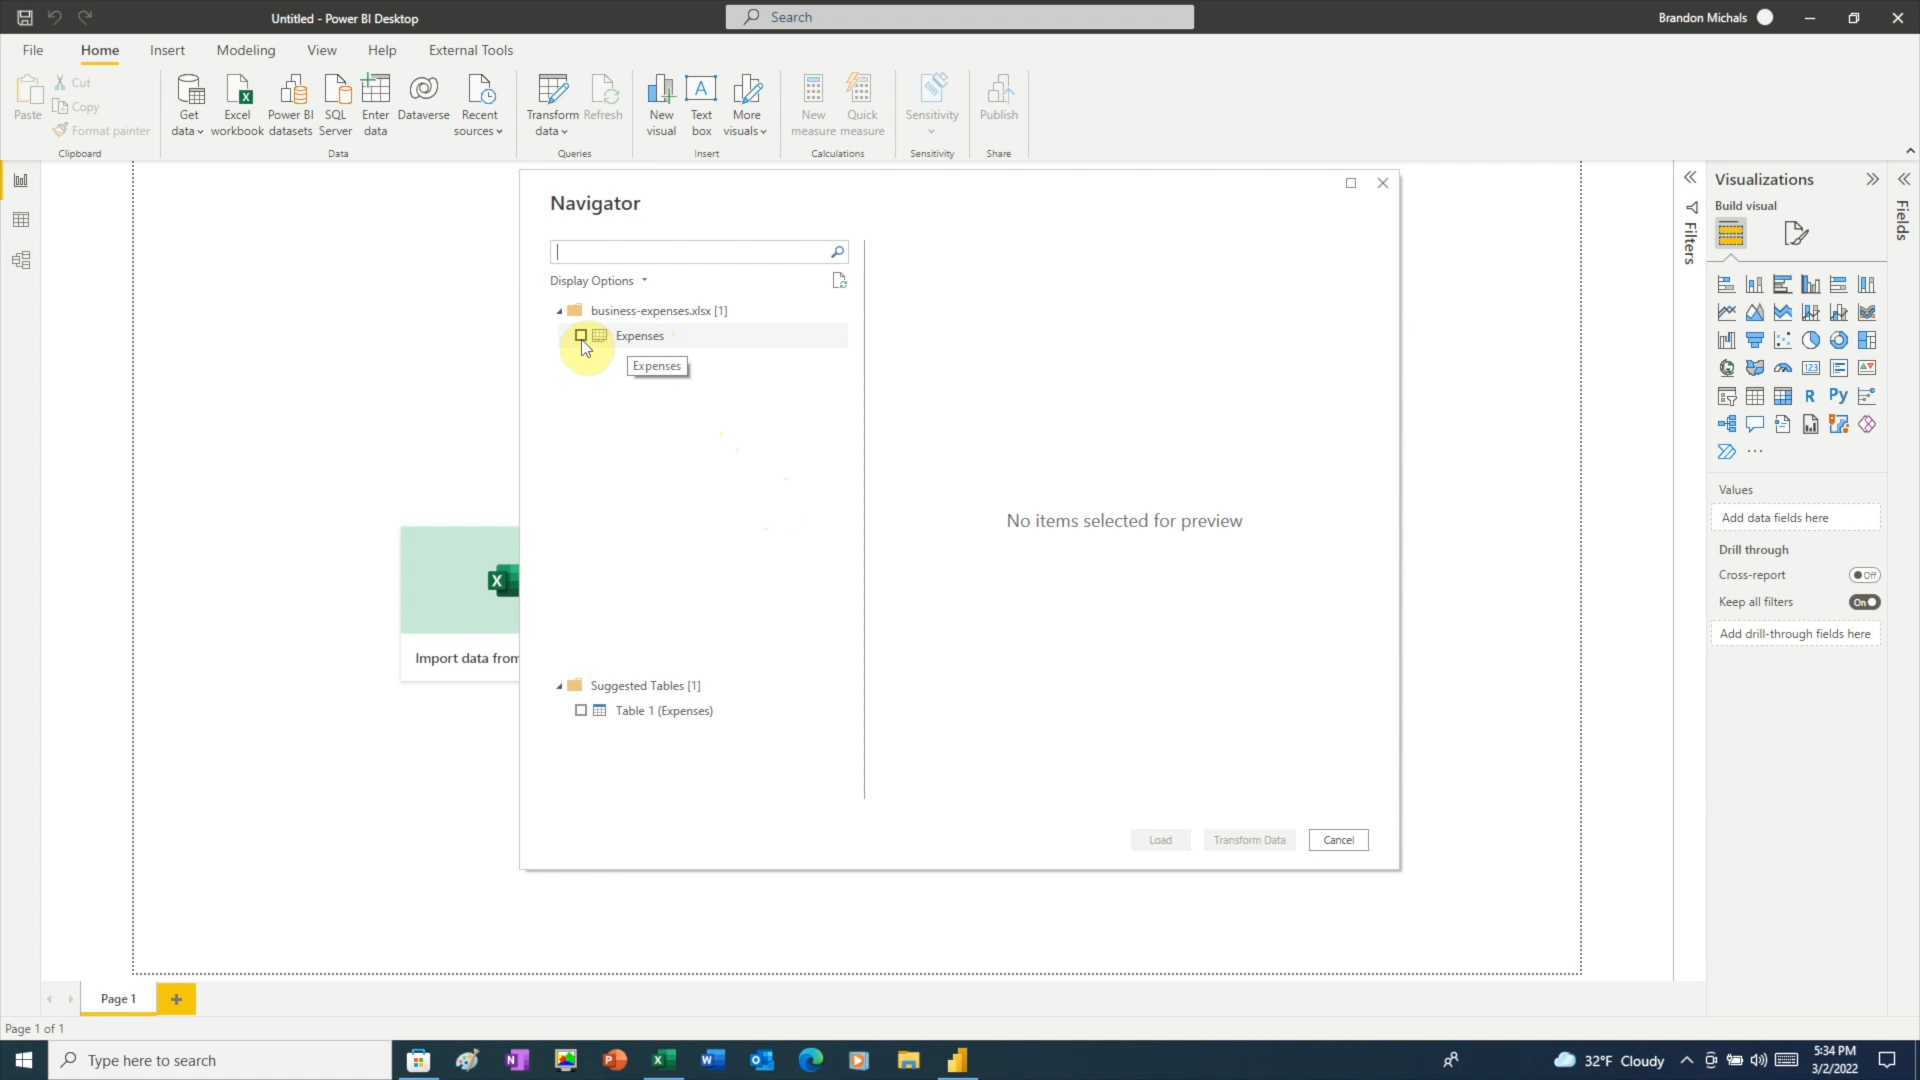 Untitled - Power BI Desktop
Search
Brandon Michals
File
Home
Insert
Modeling
View
Help
External Tools
Paste
Cut
Copy
Format painter
Clipboard
Get data
Excel workbook
Power BI datasets
SQL Server
Enter data
Dataverse
Recent sources
Data
Transform data
Refresh
Queries
New visual
Text box
More visuals
Insert
New measure
Quick measure
Calculations
Sensitivity
Sensitivity
Publish
Share
Navigator
Display Options
business-expenses.xlsx [1]
Expenses
Expenses
No items selected for preview
Suggested Tables [1]
Table 1 (Expenses)
Load
Transform Data
Cancel
Import data from
Filters
Visualizations
Build visual
123
R
Py
Values
Add data fields here
Drill through
Cross-report
Off
Keep all filters
On
Add drill-through fields here
Fields
Page 1
Page 1 of 1
Type here to search
32°F Cloudy
5:34 PM
3/2/2022